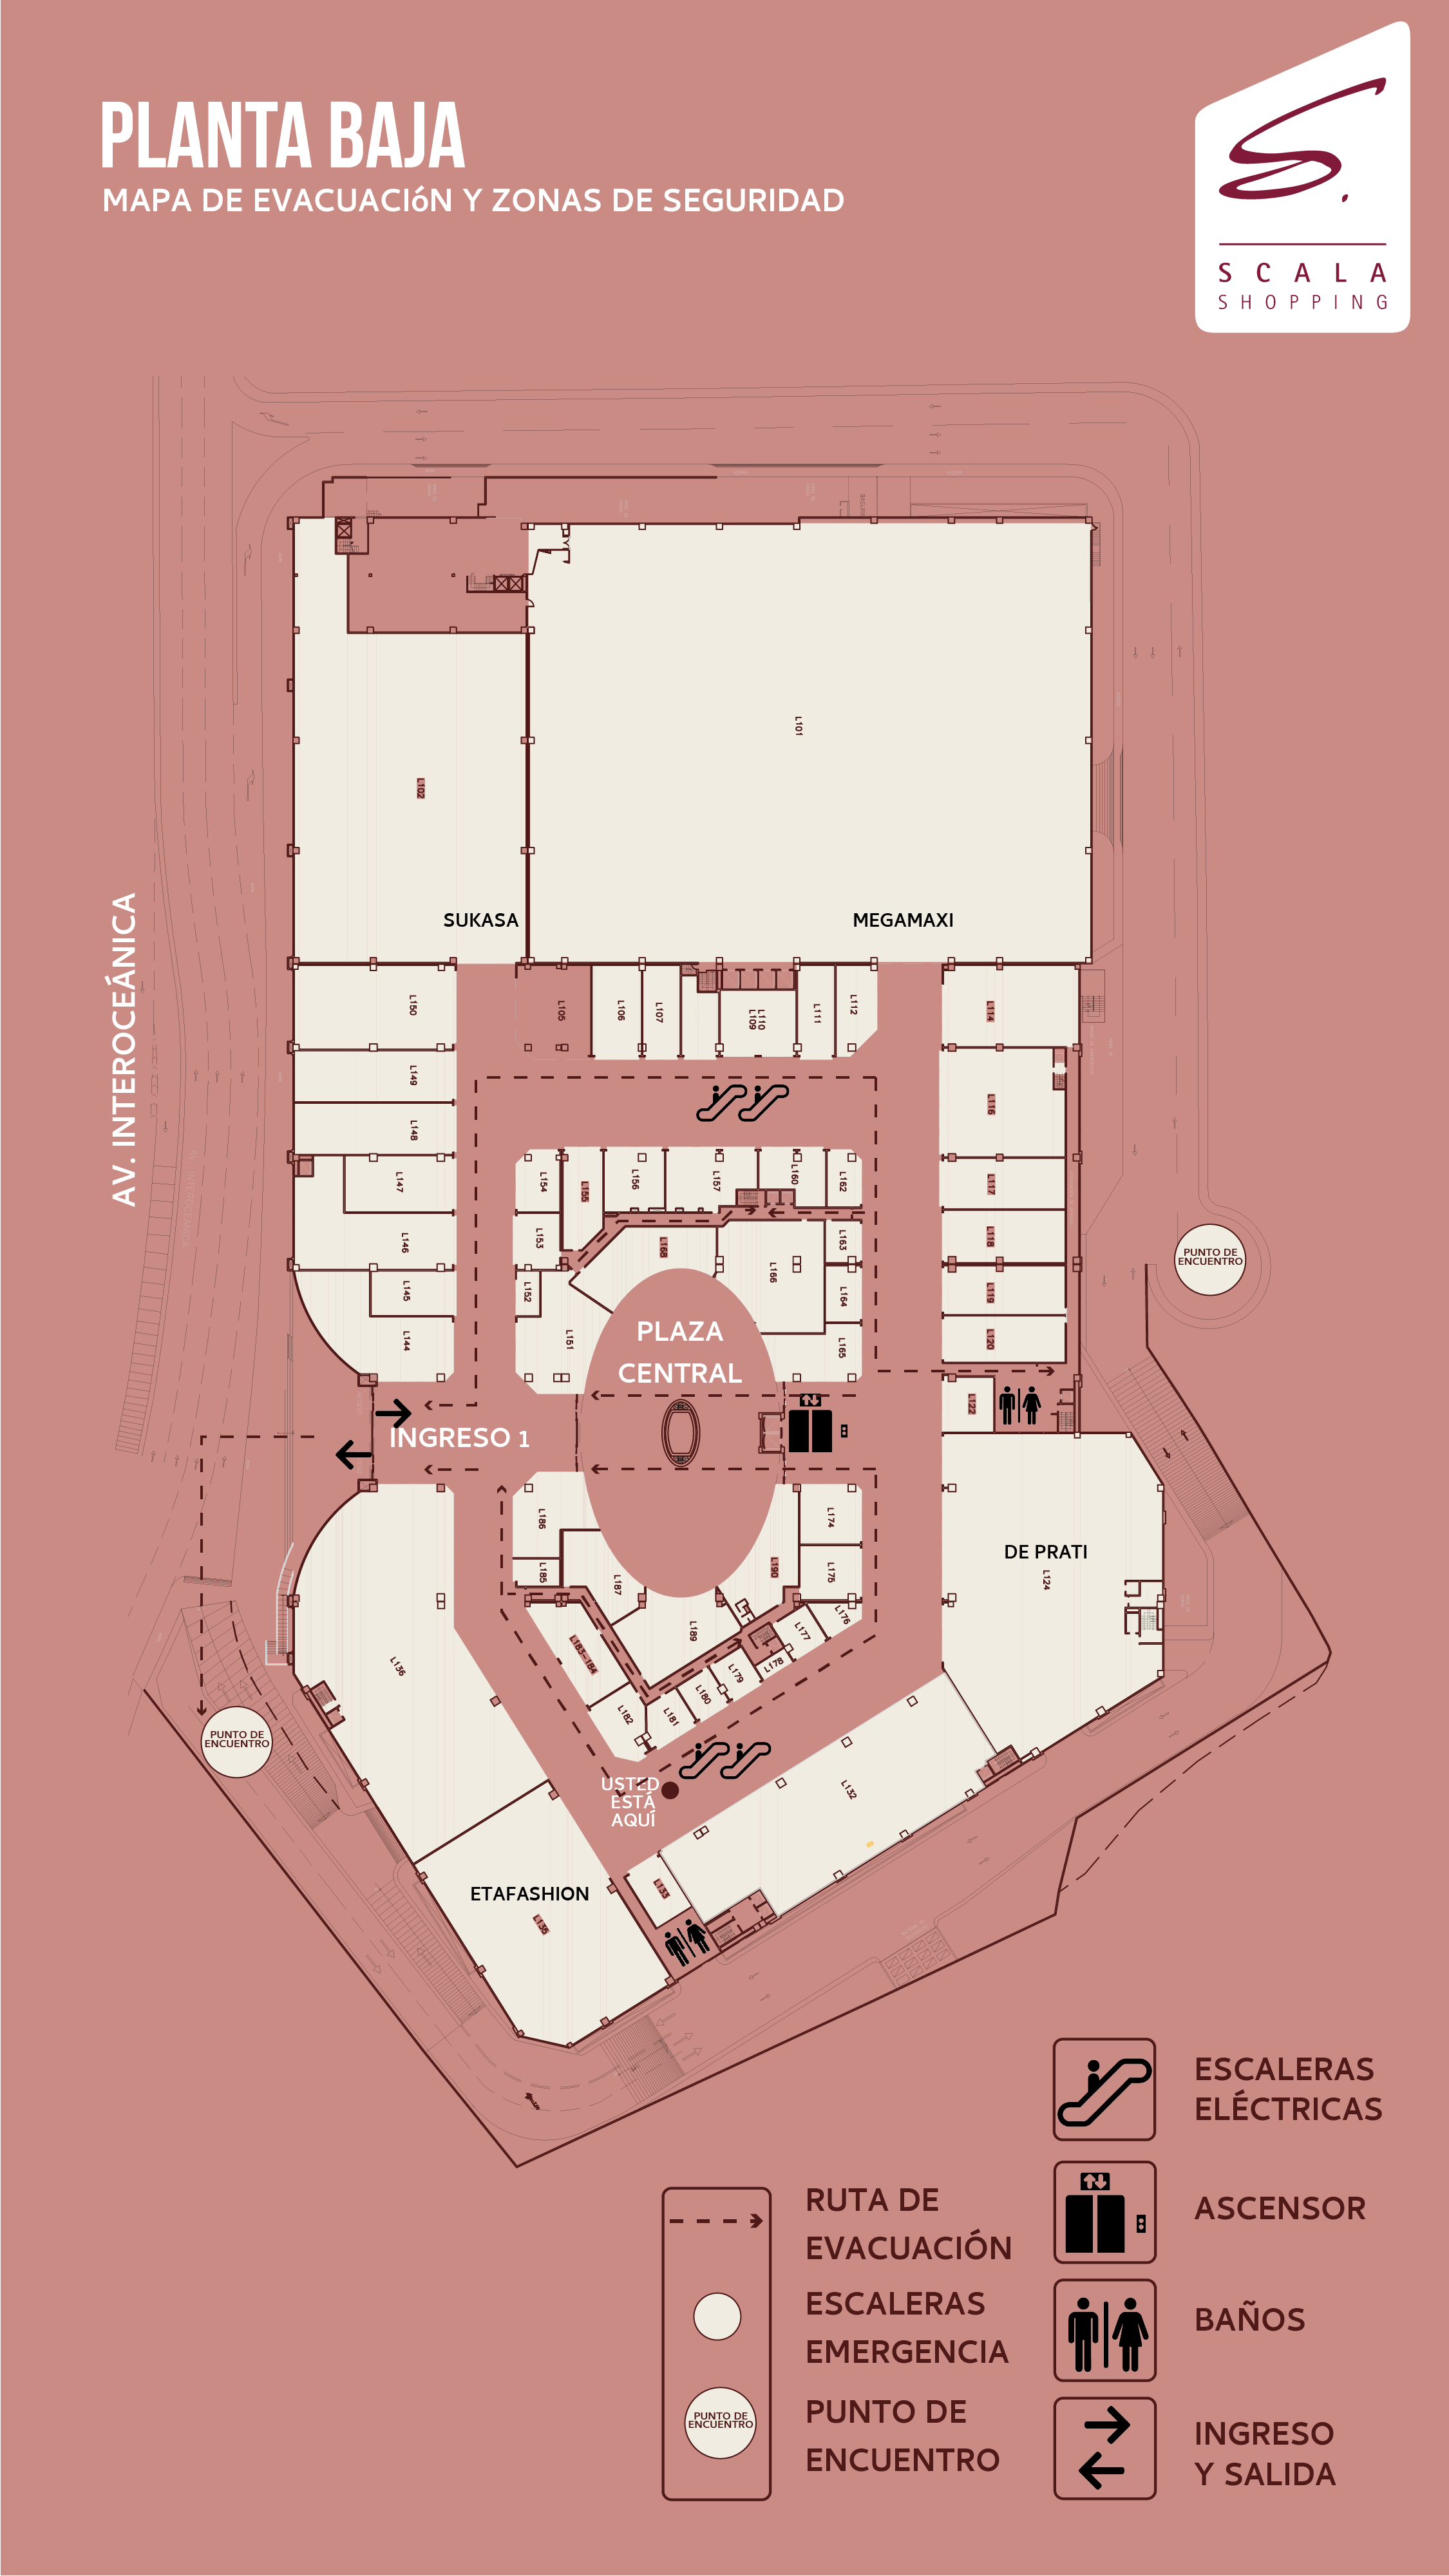 PLANTA BAJA
MAPA DE EVACUACIóN Y ZONAS DE SEGURIDAD
S.
SCALA
SHOPPING
AV. INTEROCEÁNICA
L101
L102
SUKASA
MEGAMAXI
L150
L105
L106
L107
L109
L110
L111
L112
L114
L149
L148
L116
L147
L154
L155
L156
L157
L160
L162
L117
L146
L153
L168
L163
L118
L166
L145
L152
L164
L119
L144
L151
L165
L120
PUNTO DE
ENCUENTRO
PLAZA
CENTRAL
L122
INGRESO 1
L186
L174
L185
L187
L190
L175
DE PRATI
L124
L189
L176
L177
L178
L183-184
L179
L180
L181
L182
L136
PUNTO DE
ENCUENTRO
USTED
ESTÁ
AQUÍ
L132
L133
ETAFASHION
L135
RUTA DE
EVACUACIÓN
ESCALERAS
EMERGENCIA
PUNTO DE
ENCUENTRO
PUNTO DE
ENCUENTRO
ESCALERAS
ELÉCTRICAS
ASCENSOR
BAÑOS
INGRESO
Y SALIDA